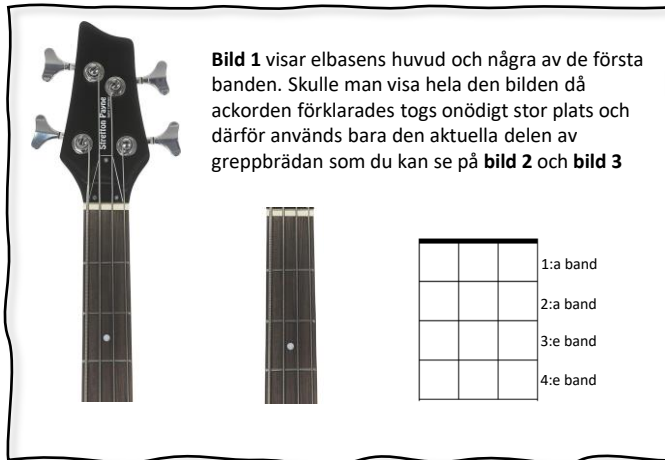 Bild 1 visar elbasens huvud och några av de första
banden. Skulle man visa hela den bilden då
ackorden förklarades togs onödigt stor plats och
därför används bara den aktuella delen av
greppbrädan som du kan se på bild 2 och bild 3
Stretton Payne
1:a band
2:a band
3:e band
4:e band